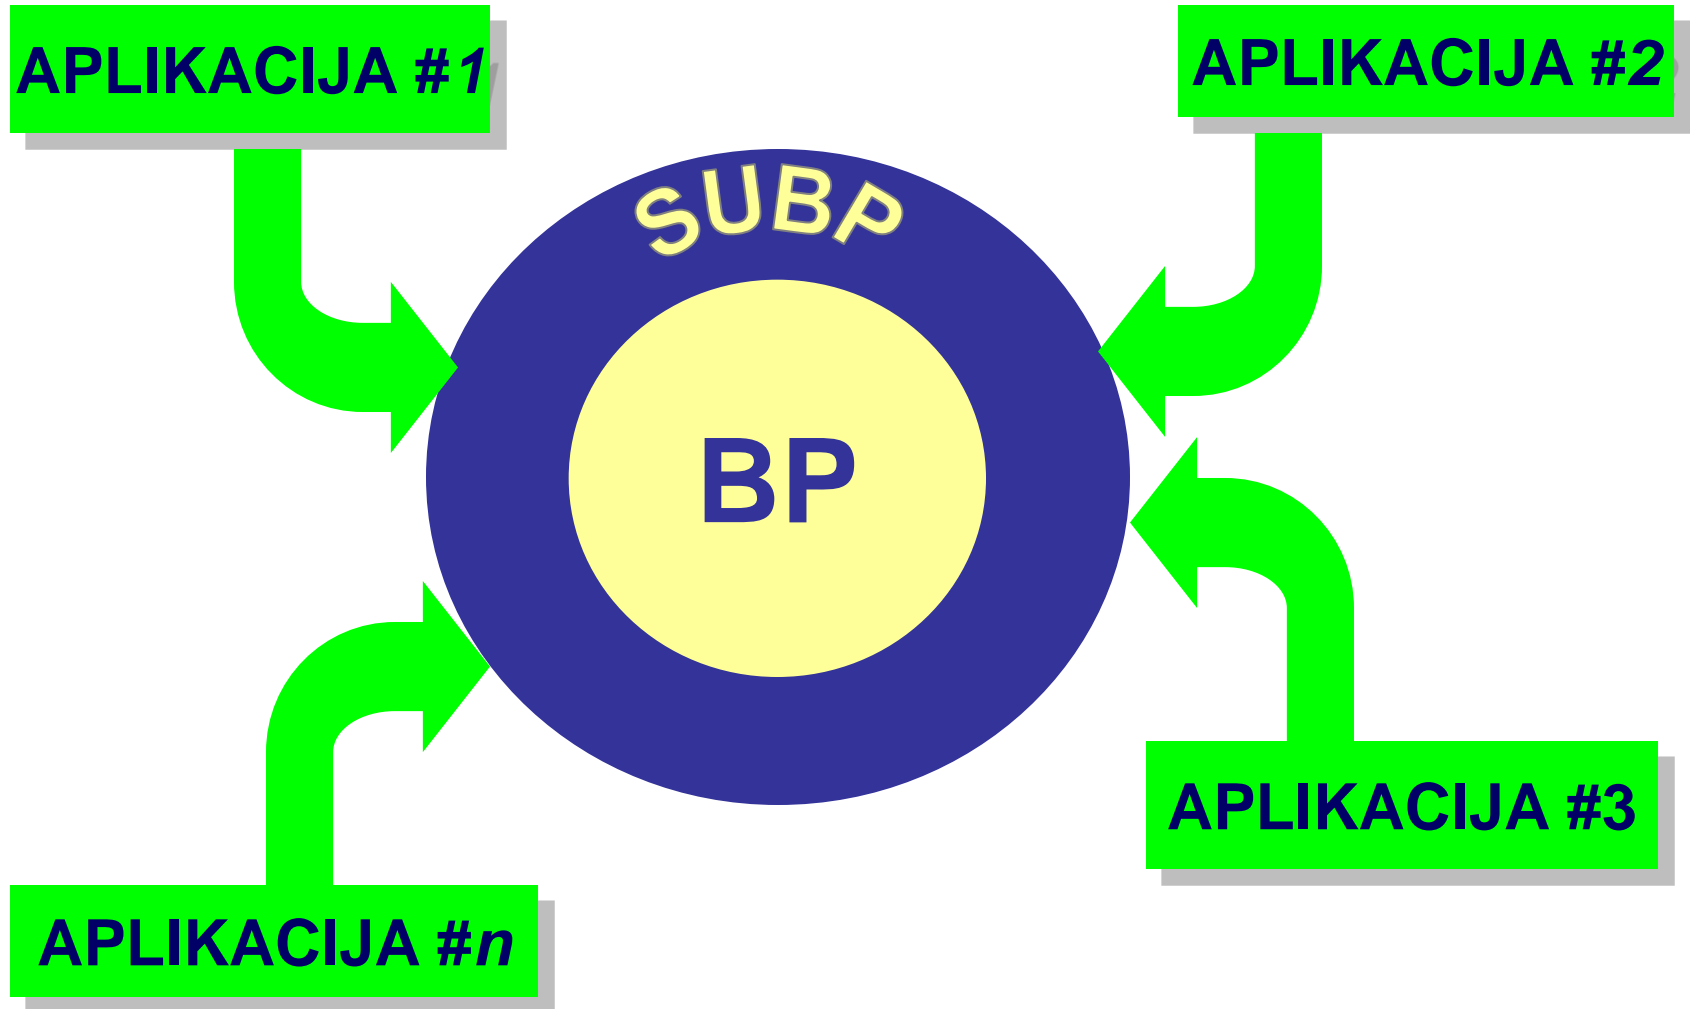 APLIKACIJA #1
APLIKACIJA #2
SUBP
BP
APLIKACIJA #3
APLIKACIJA #n